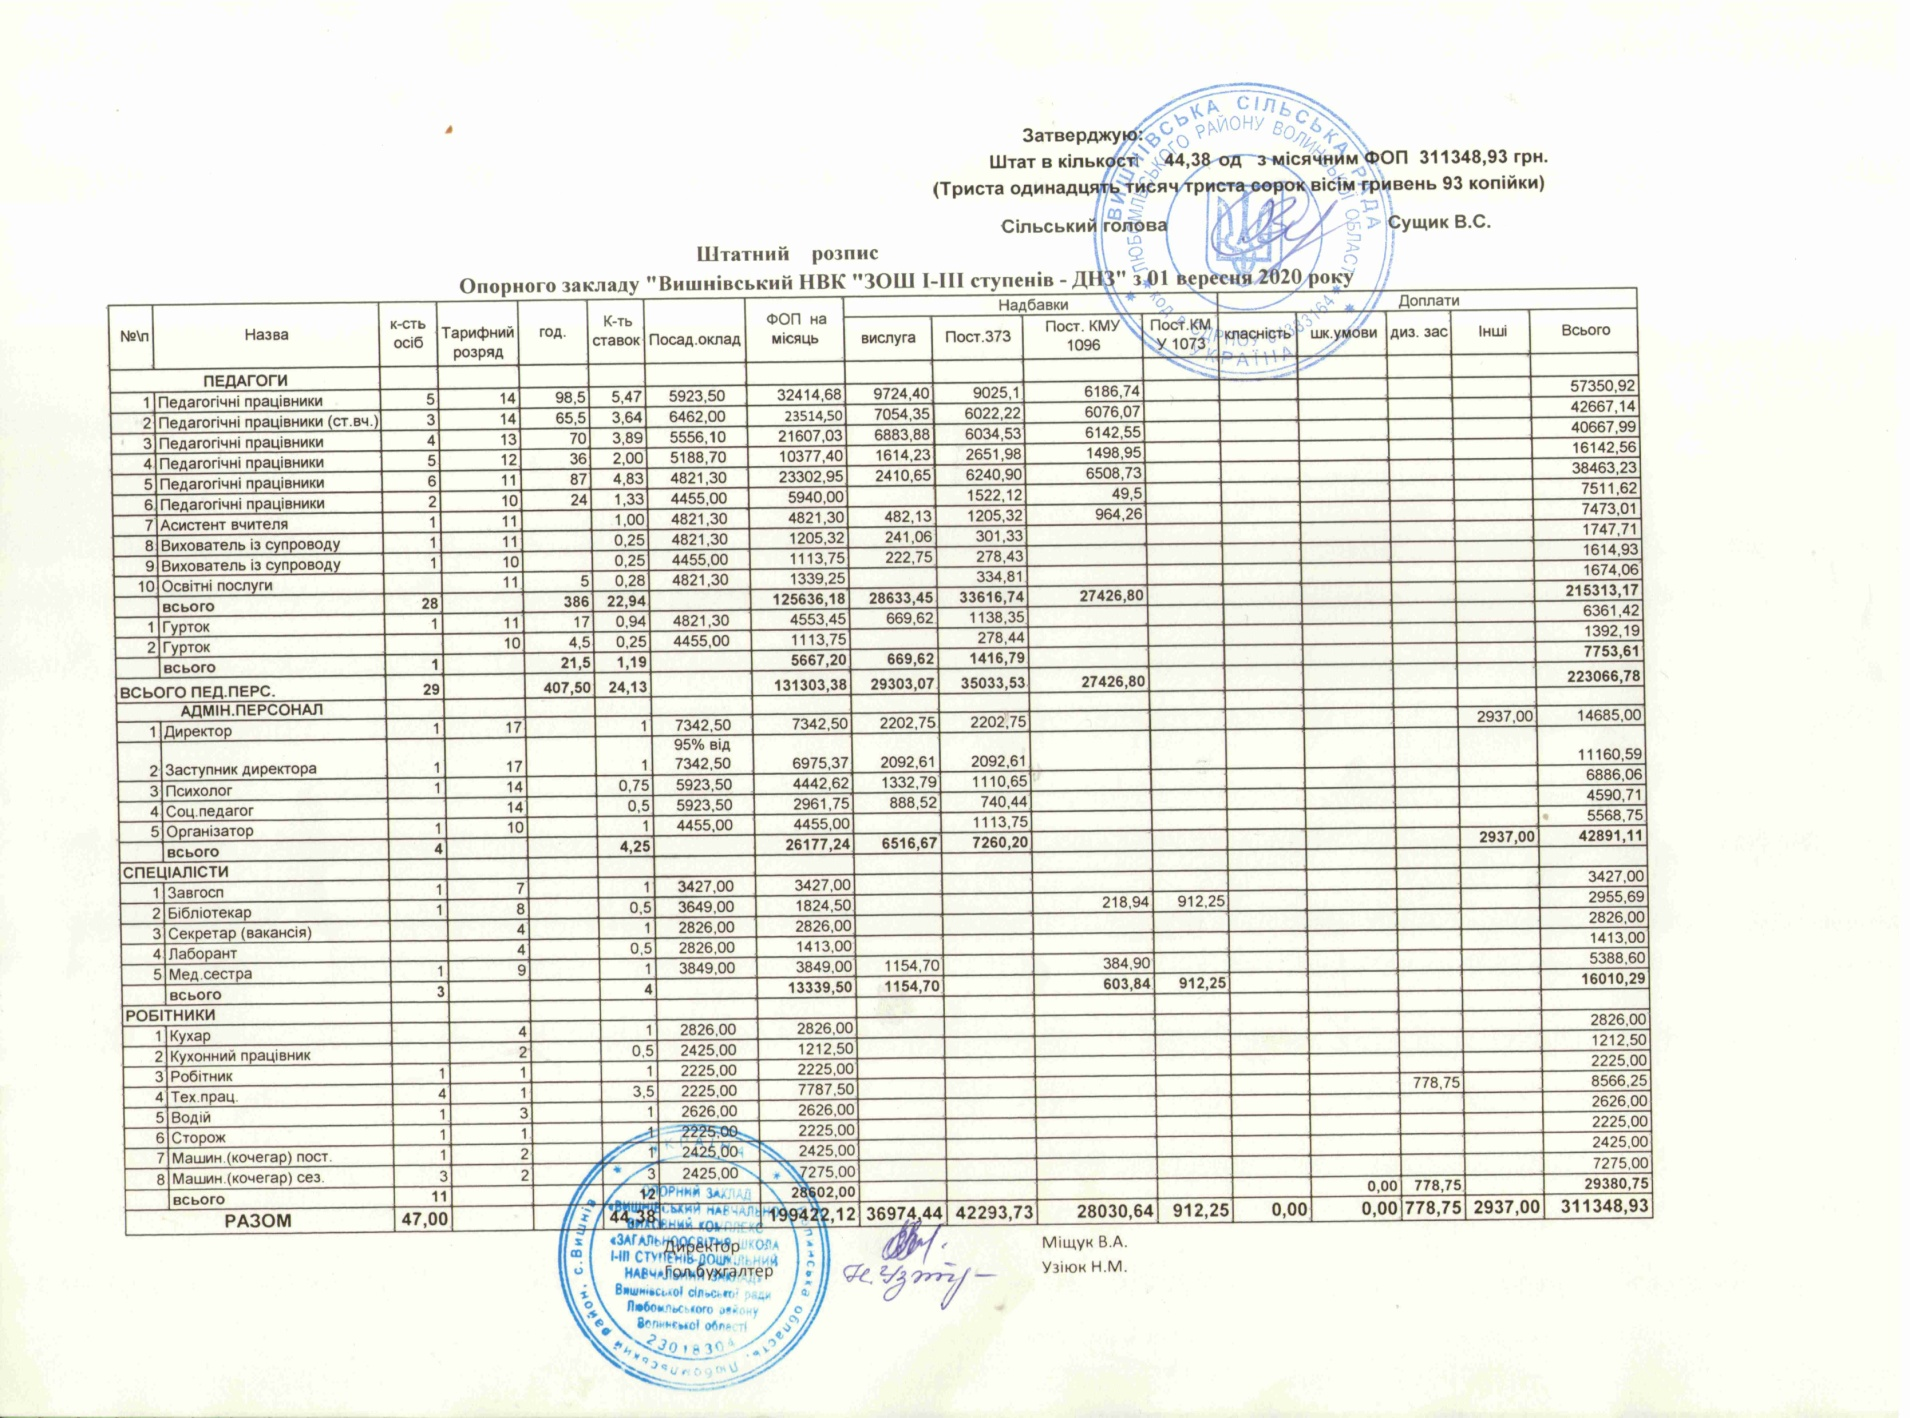 Затверджую:
Штат в кількості 44,38 од з місячним ФОП 311348,93 грн.
(Триста одинадцять тисяч триста сорок вісім гривень 93 копійки)
Сільський голова Сущик В.С.
ВИШНІВСЬКА СІЛЬСЬКА РАДА
ЛЮБОМЛЬСЬКОГО РАЙОНУ ВОЛИНСЬКОЇ ОБЛАСТІ
УКРАЇНА
Штатний розпис
Опорного закладу "Вишнівський НВК "ЗОШ І-ІІІ ступенів - ДНЗ" з 01 вересня 2020 року
№\п Назва к-сть осіб Тарифний розряд год. К-ть ставок Посад.оклад ФОП на місяць Надбавки Доплати Всього
вислуга Пост.373 Пост. КМУ 1096 Пост.КМ У 1073 класність шк.умови диз. зас Інші
ПЕДАГОГИ
1 Педагогічні працівники 5 14 98,5 5,47 5923,50 32414,68 9724,40 9025,1 6186,74 57350,92
2 Педагогічні працівники (ст.вч.) 3 14 65,5 3,64 6462,00 23514,50 7054,35 6022,22 6076,07 42667,14
3 Педагогічні працівники 4 13 70 3,89 5556,10 21607,03 6883,88 6034,53 6142,55 40667,99
4 Педагогічні працівники 5 12 36 2,00 5188,70 10377,40 1614,23 2651,98 1498,95 16142,56
5 Педагогічні працівники 6 11 87 4,83 4821,30 23302,95 2410,65 6240,90 6508,73 38463,23
6 Педагогічні працівники 2 10 24 1,33 4455,00 5940,00 1522,12 49,5 7511,62
7 Асистент вчителя 1 11 1,00 4821,30 4821,30 482,13 1205,32 964,26 7473,01
8 Вихователь із супроводу 1 11 0,25 4821,30 1205,32 241,06 301,33 1747,71
9 Вихователь із супроводу 1 10 0,25 4455,00 1113,75 222,75 278,43 1614,93
10 Освітні послуги 11 5 0,28 4821,30 1339,25 334,81 1674,06
всього 28 386 22,94 125636,18 28633,45 33616,74 27426,80 215313,17
1 Гурток 1 11 17 0,94 4821,30 4553,45 669,62 1138,35 6361,42
2 Гурток 10 4,5 0,25 4455,00 1113,75 278,44 1392,19
всього 1 21,5 1,19 5667,20 669,62 1416,79 7753,61
ВСЬОГО ПЕД.ПЕРС. 29 407,50 24,13 131303,38 29303,07 35033,53 27426,80 223066,78
АДМІН.ПЕРСОНАЛ
1 Директор 1 17 1 7342,50 7342,50 2202,75 2202,75 2937,00 14685,00
2 Заступник директора 1 17 1 95% від 7342,50 6975,37 2092,61 2092,61 11160,59
3 Психолог 1 14 0,75 5923,50 4442,62 1332,79 1110,65 6886,06
4 Соц.педагог 14 0,5 5923,50 2961,75 888,52 740,44 4590,71
5 Організатор 1 10 1 4455,00 4455,00 1113,75 5568,75
всього 4 4,25 26177,24 6516,67 7260,20 2937,00 42891,11
СПЕЦІАЛІСТИ
1 Завгосп 1 7 1 3427,00 3427,00 3427,00
2 Бібліотекар 1 8 0,5 3649,00 1824,50 218,94 912,25 2955,69
3 Секретар (вакансія) 4 1 2826,00 2826,00 2826,00
4 Лаборант 4 0,5 2826,00 1413,00 1413,00
5 Мед.сестра 1 9 1 3849,00 3849,00 1154,70 384,90 5388,60
всього 3 4 13339,50 1154,70 603,84 912,25 16010,29
РОБІТНИКИ
1 Кухар 4 1 2826,00 2826,00 2826,00
2 Кухонний працівник 2 0,5 2425,00 1212,50 1212,50
3 Робітник 1 1 1 2225,00 2225,00 2225,00
4 Тех.прац. 4 1 3,5 2225,00 7787,50 778,75 8566,25
5 Водій 1 3 1 2626,00 2626,00 2626,00
6 Сторож 1 1 1 2225,00 2225,00 2225,00
7 Машин.(кочегар) пост. 1 2 1 2425,00 2425,00 2425,00
8 Машин.(кочегар) сез. 3 2 3 2425,00 7275,00 7275,00
всього 11 12 28602,00 0,00 778,75 29380,75
РАЗОМ 47,00 44,38 199422,12 36974,44 42293,73 28030,64 912,25 0,00 0,00 778,75 2937,00 311348,93
Директор Міщук В.А.
Гол.бухгалтер Узіюк Н.М.
ОПОРНИЙ ЗАКЛАД
«ВИШНІВСЬКИЙ НАВЧАЛЬНО-
ВИХОВНИЙ КОМПЛЕКС
«ЗАГАЛЬНООСВІТНЯ ШКОЛА
І-ІІІ СТУПЕНІВ-ДОШКІЛЬНИЙ
НАВЧАЛЬНИЙ ЗАКЛАД»
Вишнівської сільської ради
Любомльського району
Волинської області
23018304